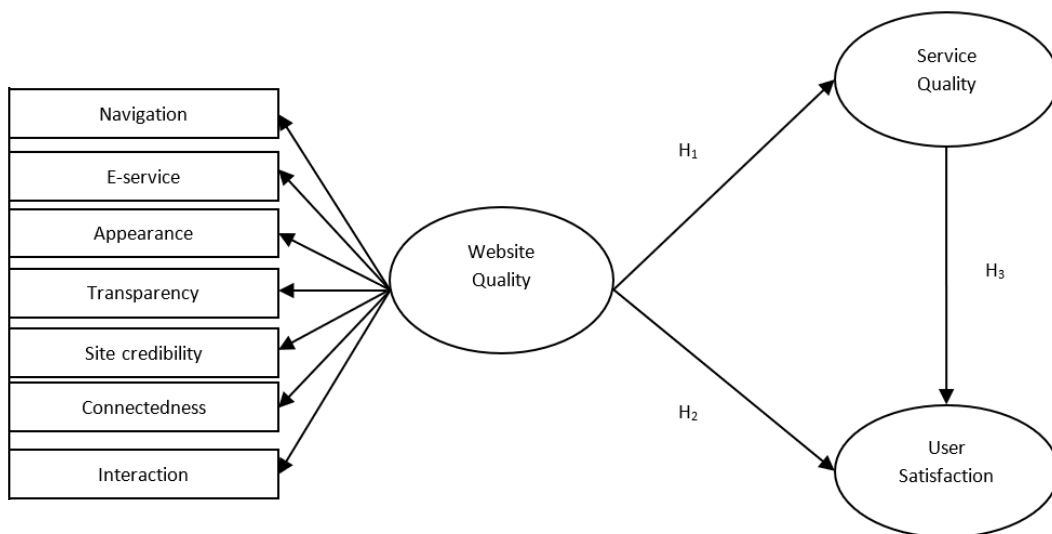 Navigation
E-service
Appearance
Transparency
Site credibility
Connectedness
Interaction
Website
Quality
H₁
H₂
Service
Quality
H₃
User
Satisfaction